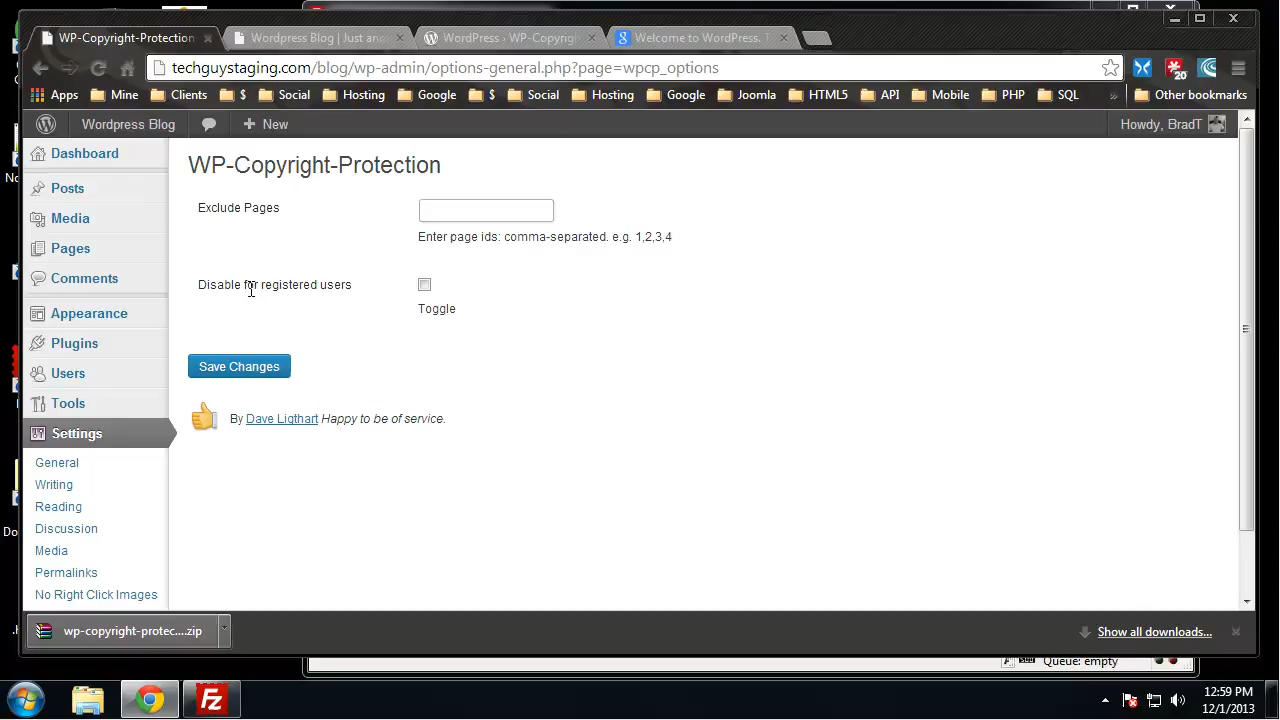 WP-Copyright-Protection
Wordpress Blog | Just an
WordPress › WP-Copyrigh
Welcome to WordPress. T
techguystaging.com/blog/wp-admin/options-general.php?page=wpcp_options
20
Apps Mine Clients $ Social Hosting Google $ Social Hosting Google Joomla HTML5 API Mobile PHP SQL » Other bookmarks
Wordpress Blog
New
Howdy, BradT
Dashboard
Posts
Media
Pages
Comments
Appearance
Plugins
Users
Tools
Settings
General
Writing
Reading
Discussion
Media
Permalinks
No Right Click Images
WP-Copyright-Protection
Exclude Pages
Enter page ids: comma-separated. e.g. 1,2,3,4
Disable for registered users
Toggle
Save Changes
By Dave Ligthart Happy to be of service.
wp-copyright-protec....zip
Show all downloads...
Queue: empty
12:59 PM
12/1/2013